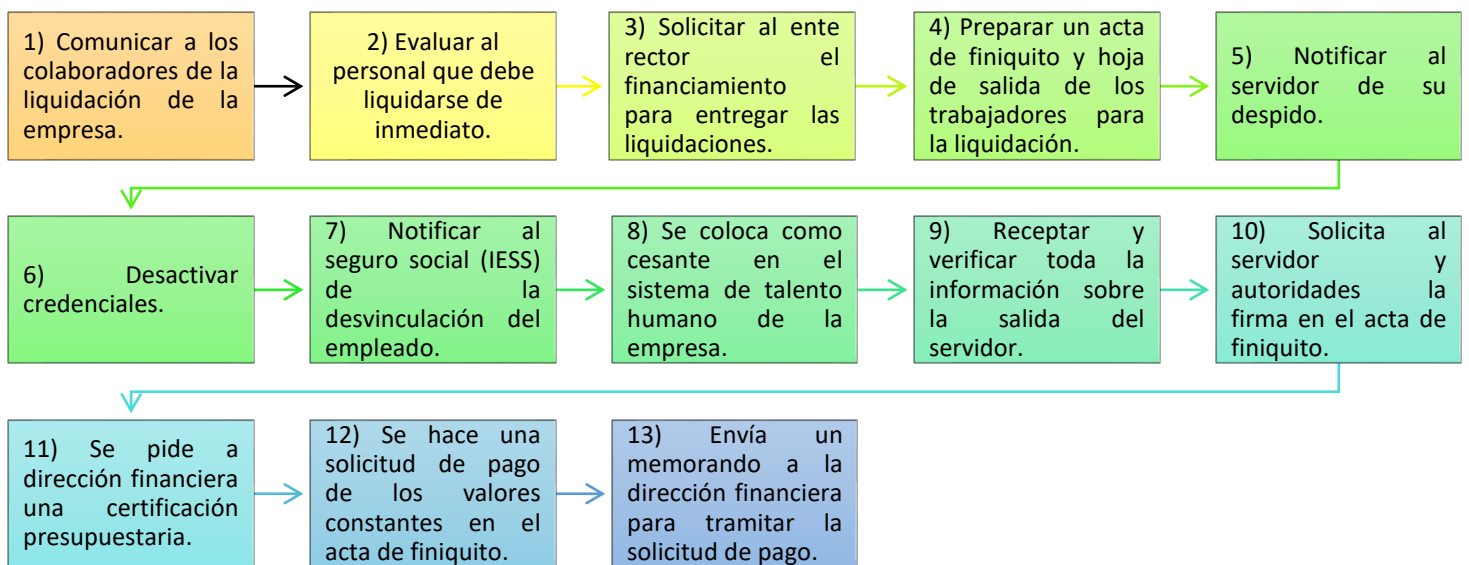 1) Comunicar a los
colaboradores de la
liquidación de la
empresa.
2) Evaluar al
personal que debe
liquidarse de
inmediato.
3) Solicitar al ente
rector el
financiamiento
para entregar las
liquidaciones.
4) Preparar un acta
de finiquito y hoja
de salida de los
trabajadores para
la liquidación.
5) Notificar al
servidor de su
despido.
6) Desactivar
credenciales.
7) Notificar al
seguro social (IESS)
de la
desvinculación del
empleado.
8) Se coloca como
cesante en el
sistema de talento
humano de la
empresa.
9) Receptar y
verificar toda la
información sobre
la salida del
servidor.
10) Solicita al
servidor y
autoridades la
firma en el acta de
finiquito.
11) Se pide a
dirección financiera
una certificación
presupuestaria.
12) Se hace una
solicitud de pago
de los valores
constantes en el
acta de finiquito.
13) Envía un
memorando a la
dirección financiera
para tramitar la
solicitud de pago.